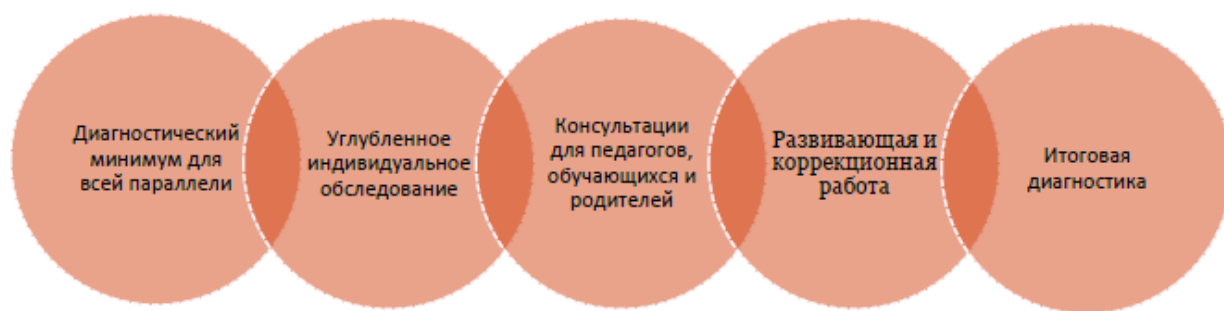 Диагностический
минимум для
всей параллели
Углубленное
индивидуальное
обследование
Консультации
для педагогов,
обучающихся и
родителей
Развивающая и
коррекционная
работа
Итоговая
диагностика